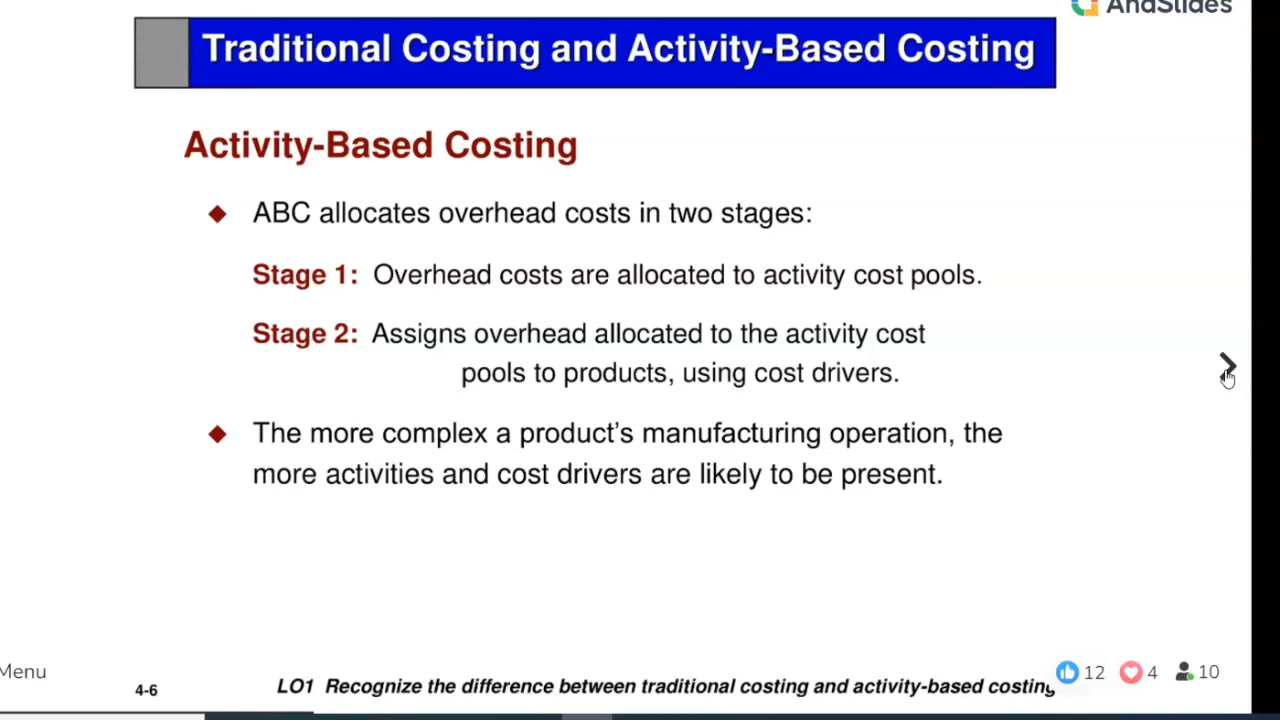 AhaSlides
Traditional Costing and Activity-Based Costing
Activity-Based Costing
ABC allocates overhead costs in two stages:
Stage 1: Overhead costs are allocated to activity cost pools.
Stage 2: Assigns overhead allocated to the activity cost
pools to products, using cost drivers.
The more complex a product’s manufacturing operation, the
more activities and cost drivers are likely to be present.
Menu
12 4 10
4-6
LO1 Recognize the difference between traditional costing and activity-based costing